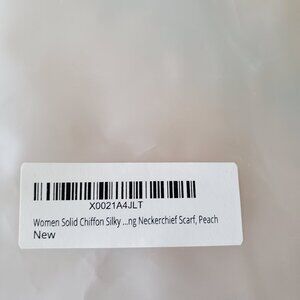 X0021A4JLT
Women Solid Chiffon Silky ...ng Neckerchief Scarf, Peach
New